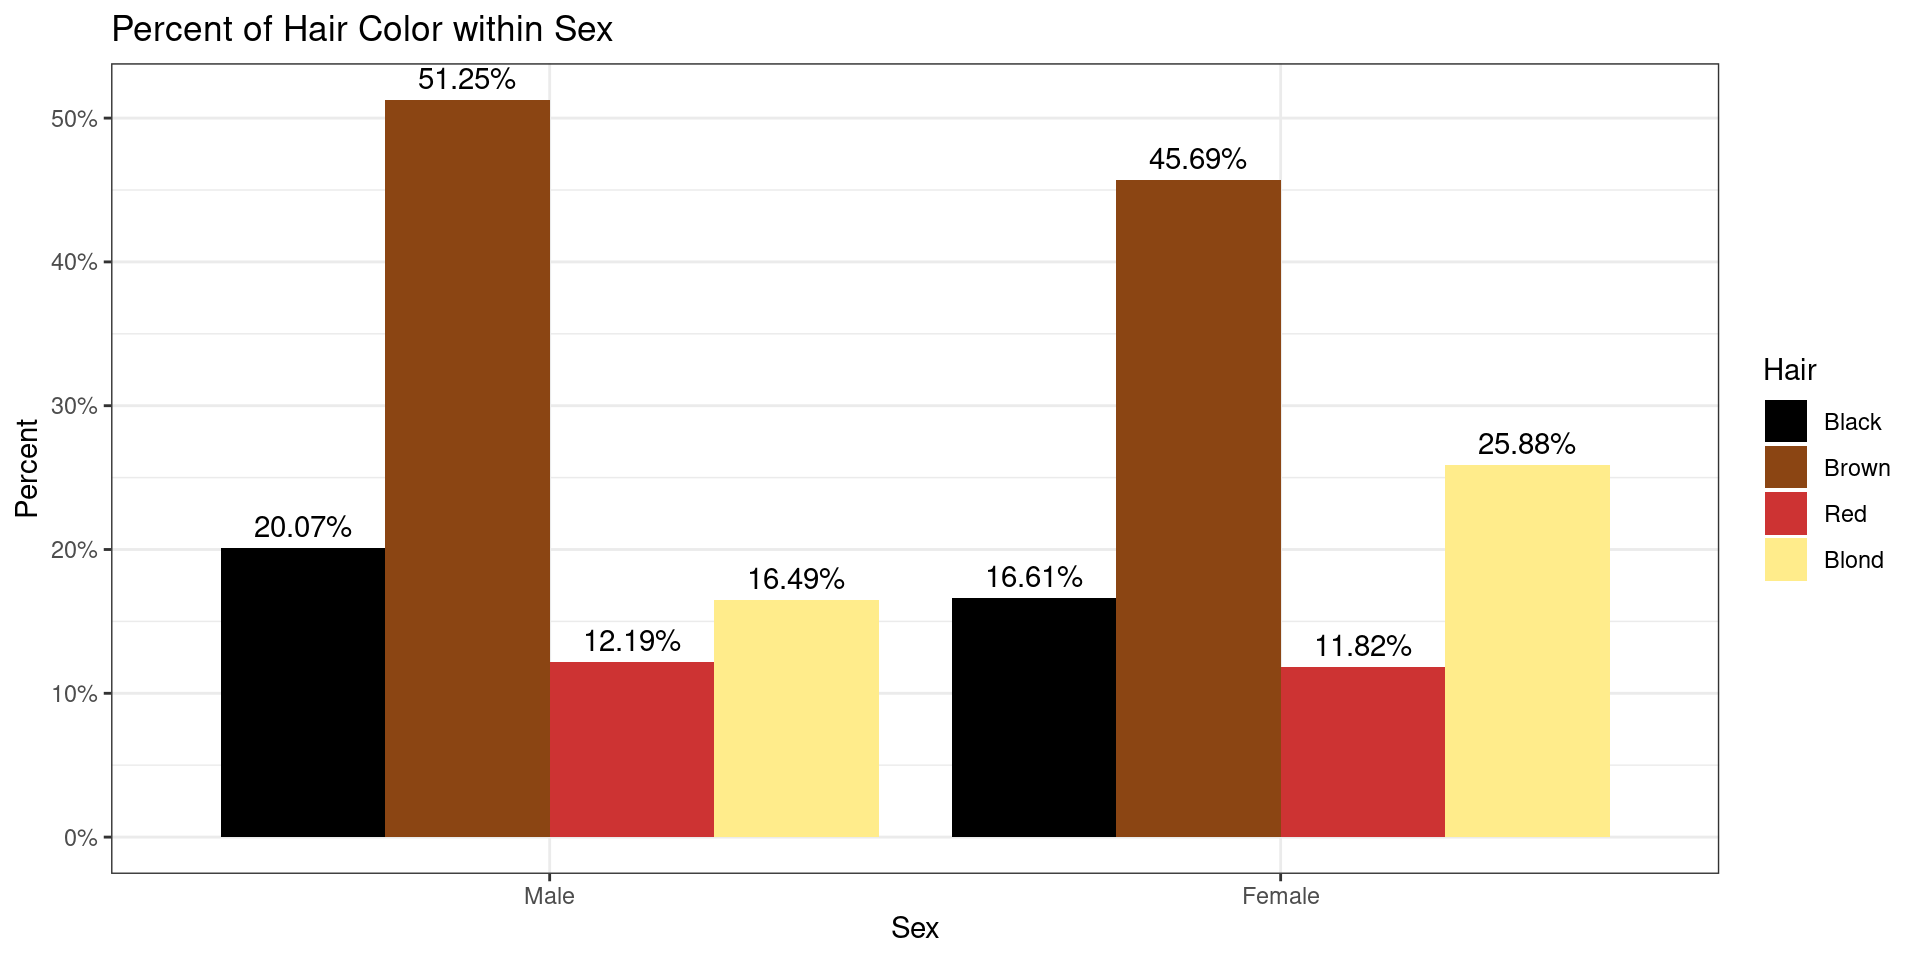 Percent of Hair Color within Sex
51.25%
50%
45.69%
40%
30%
25.88%
20.07%
20%
16.49%
16.61%
12.19%
11.82%
10%
0%
Percent
Male
Female
Sex
Hair
Black
Brown
Red
Blond